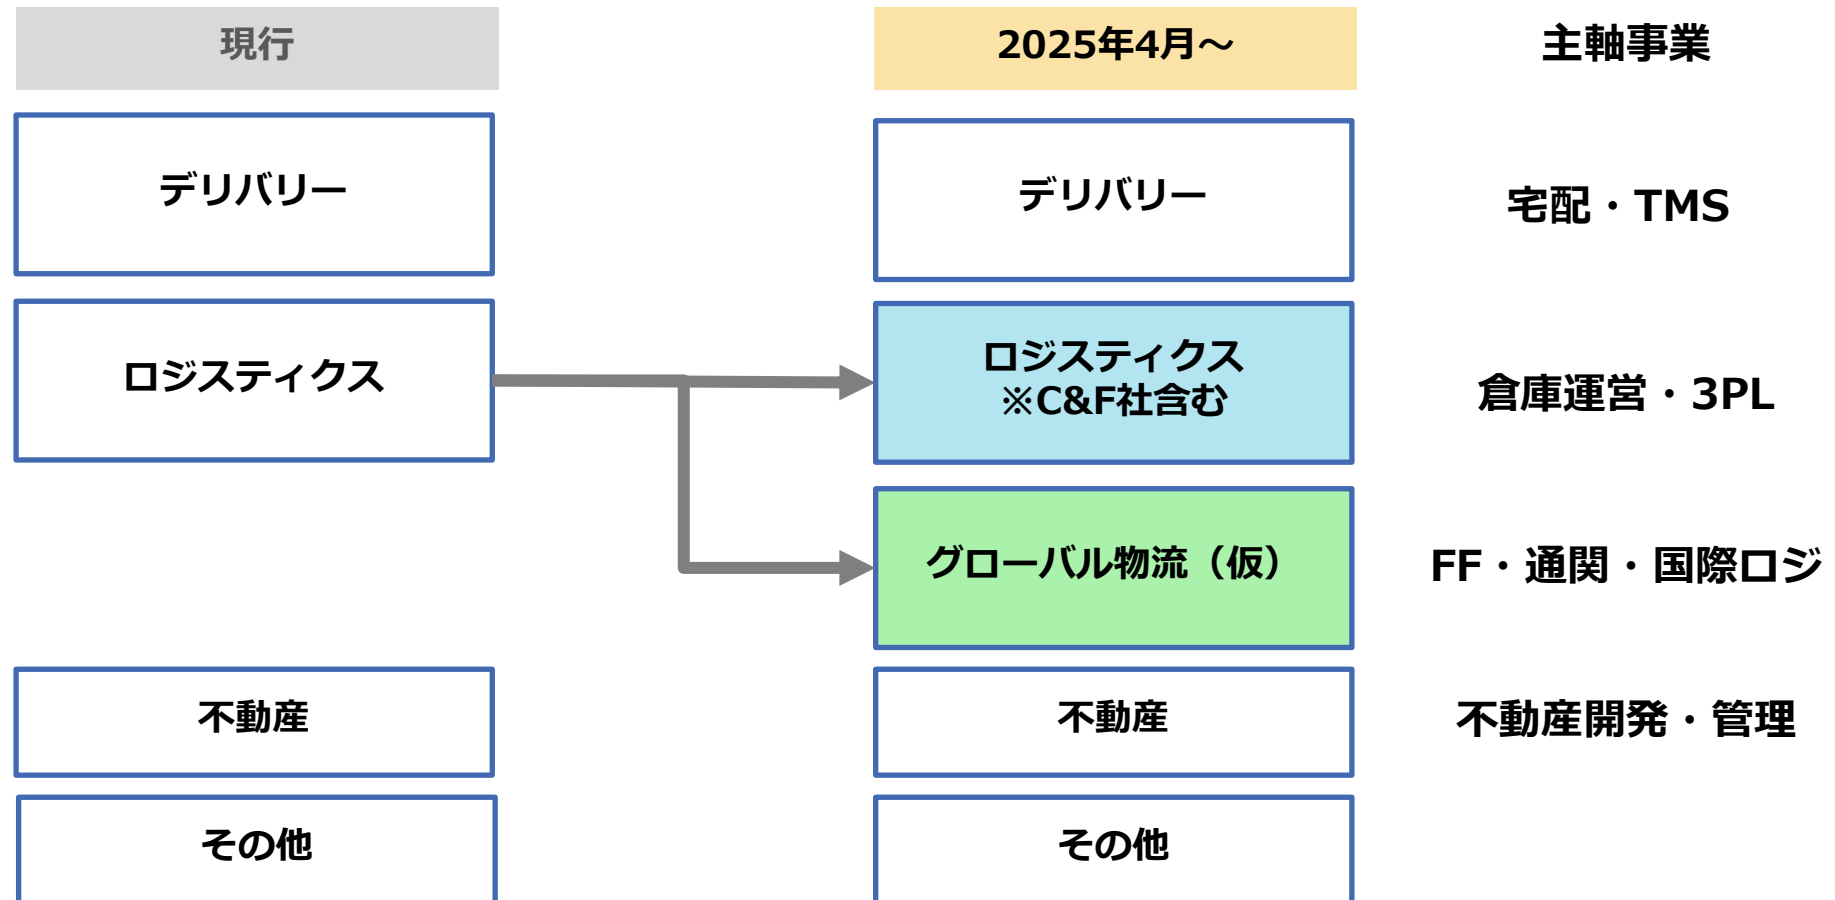 現行
2025年4月～
主軸事業
デリバリー
デリバリー
宅配・TMS
ロジスティクス
ロジスティクス
※C&F社含む
倉庫運営・3PL
グローバル物流（仮）
FF・通関・国際ロジ
不動産
不動産
不動産開発・管理
その他
その他